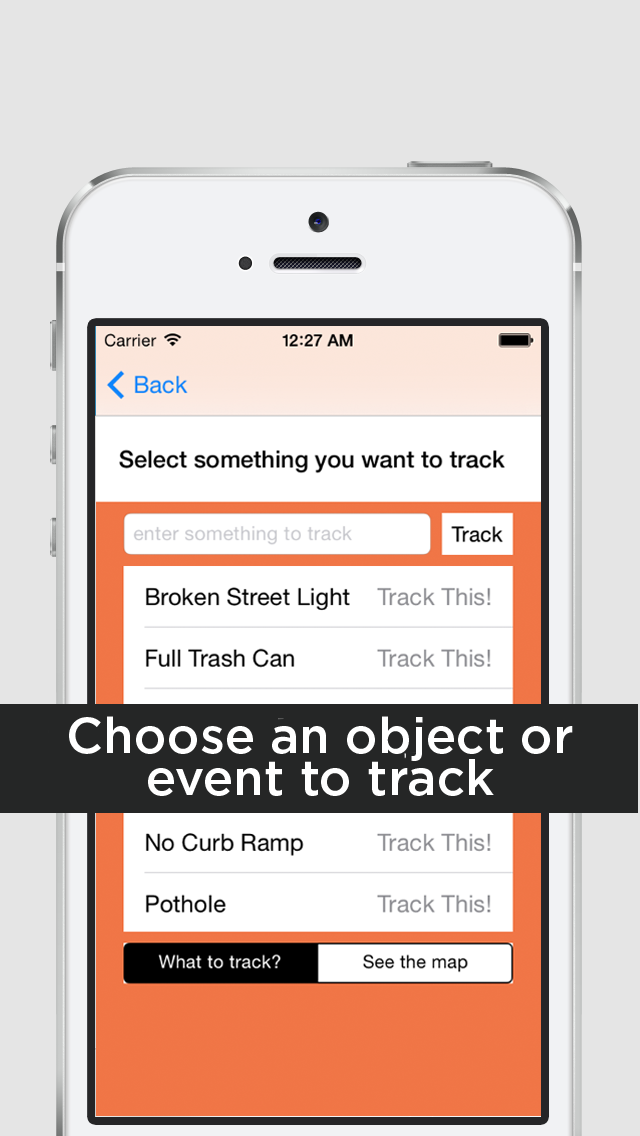 Carrier 12:27 AM
Back
Select something you want to track
enter something to track Track
Broken Street Light Track This!
Full Trash Can Track This!
Choose an object or
event to track
No Curb Ramp Track This!
Pothole Track This!
What to track? See the map